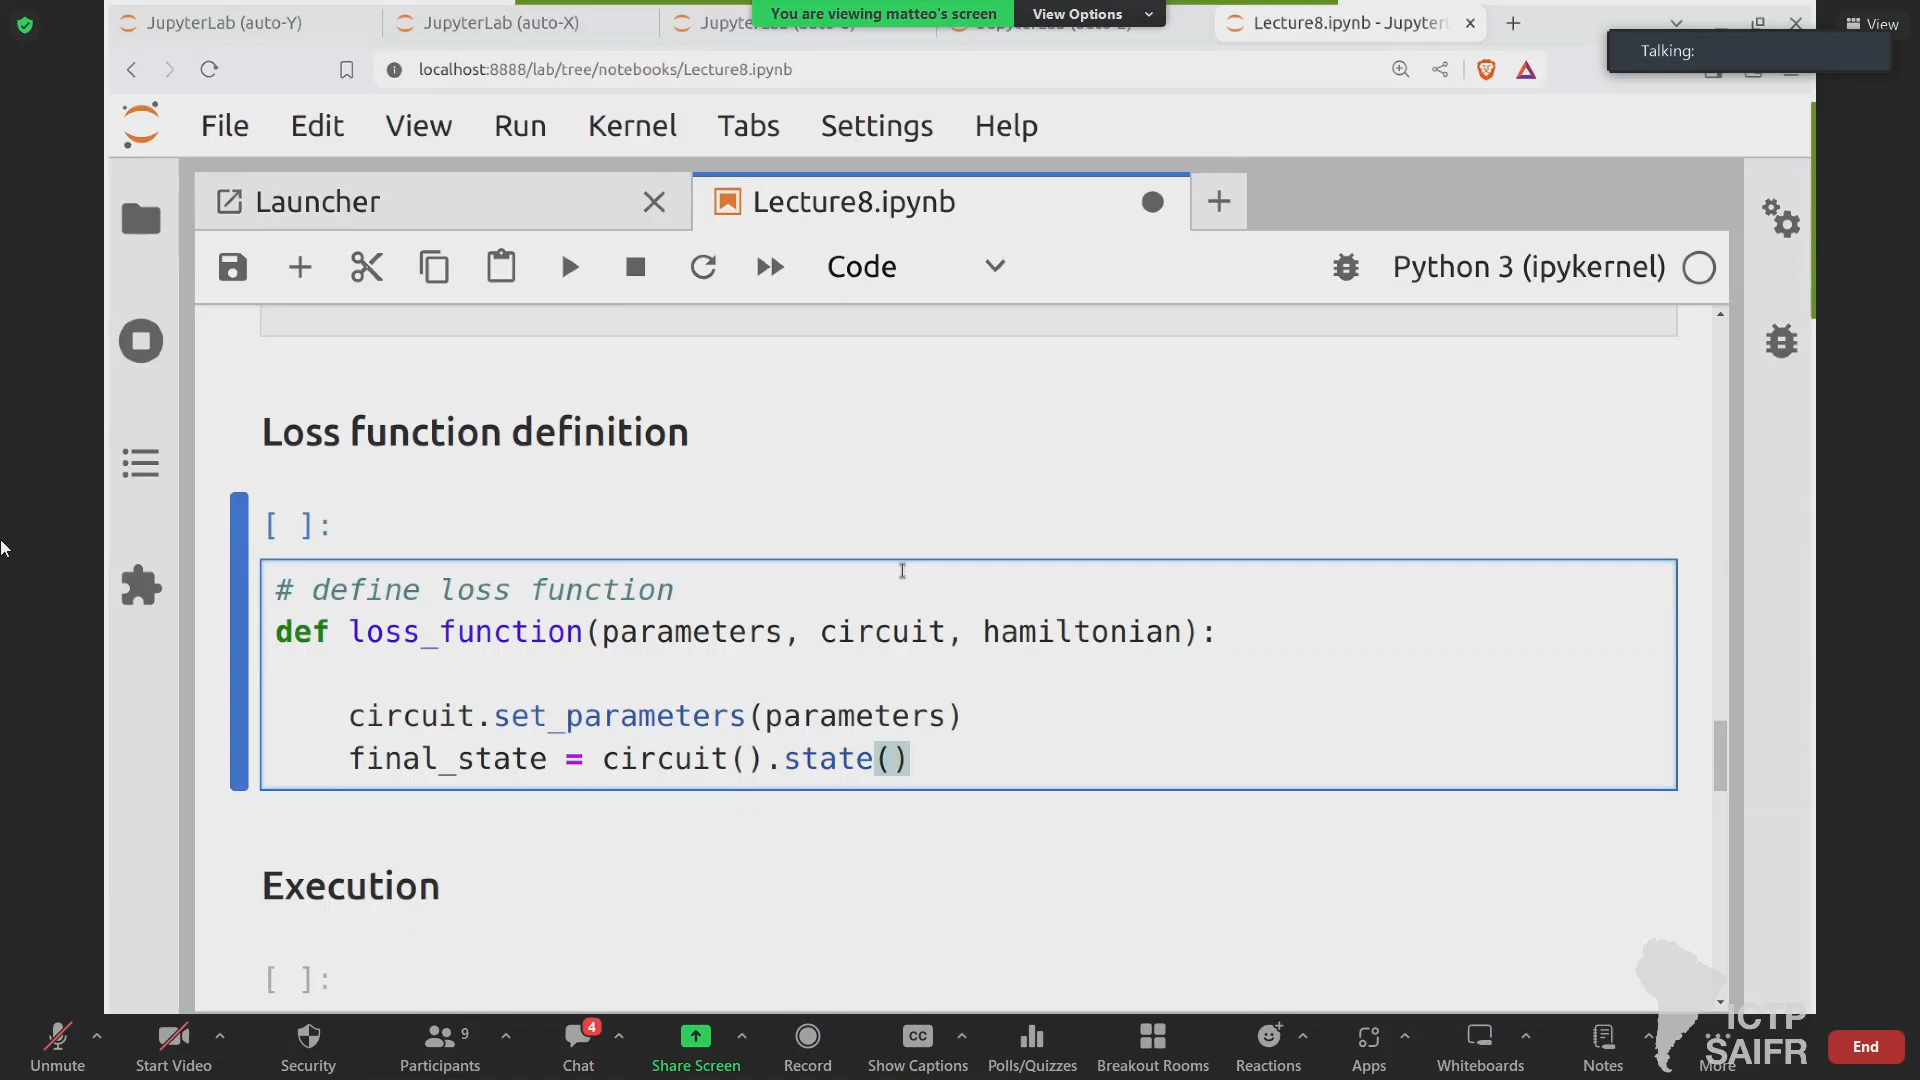 JupyterLab (auto-Y)
JupyterLab (auto-X)
You are viewing matteo's screen
View Options
Lecture8.ipynb - Jupyter
View
Talking:
localhost:8888/lab/tree/notebooks/Lecture8.ipynb
File Edit View Run Kernel Tabs Settings Help
Launcher
Lecture8.ipynb
Code
Python 3 (ipykernel)
Loss function definition
[ ]:
# define loss function
def loss_function(parameters, circuit, hamiltonian):
circuit.set_parameters(parameters)
final_state = circuit().state()
Execution
[ ]:
ICTP
SAIFR
9
4
CC
Unmute
Start Video
Security
Participants
Chat
Share Screen
Record
Show Captions
Polls/Quizzes
Breakout Rooms
Reactions
Apps
Whiteboards
Notes
More
End